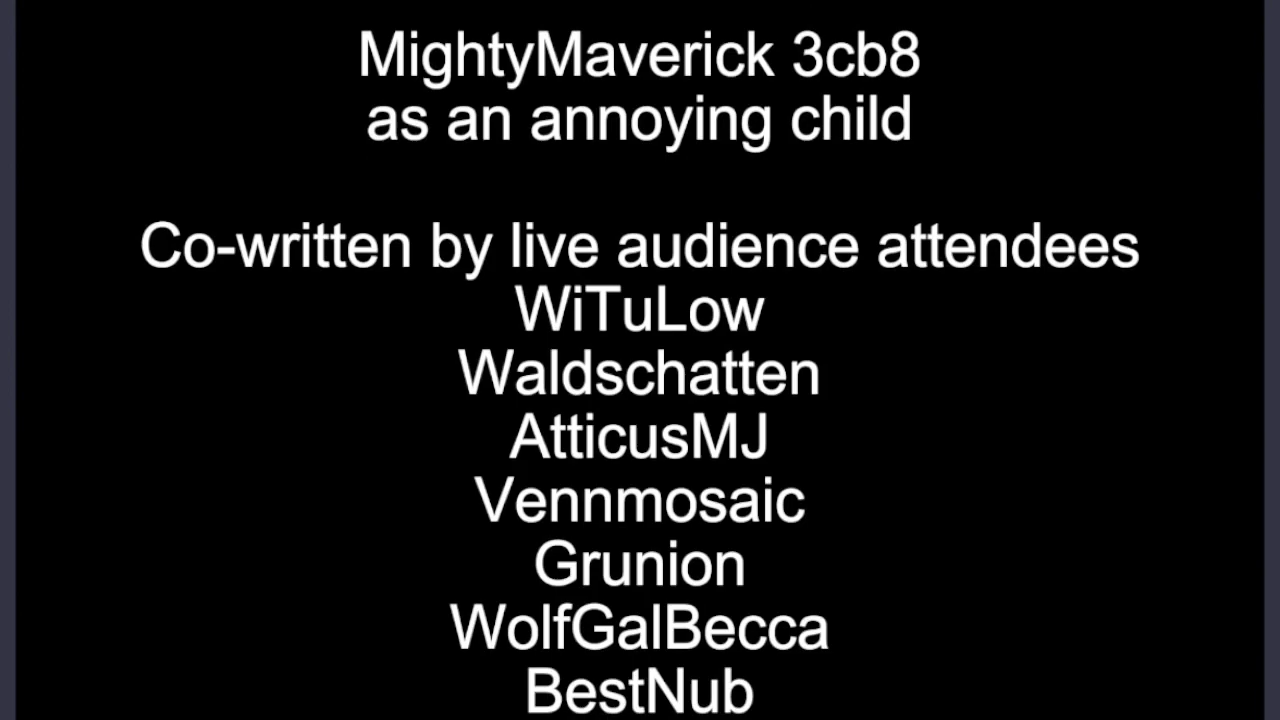 MightyMaverick 3cb8
as an annoying child
Co-written by live audience attendees
WiTuLow
Waldschatten
AtticusMJ
Vennmosaic
Grunion
WolfGalBecca
BestNub